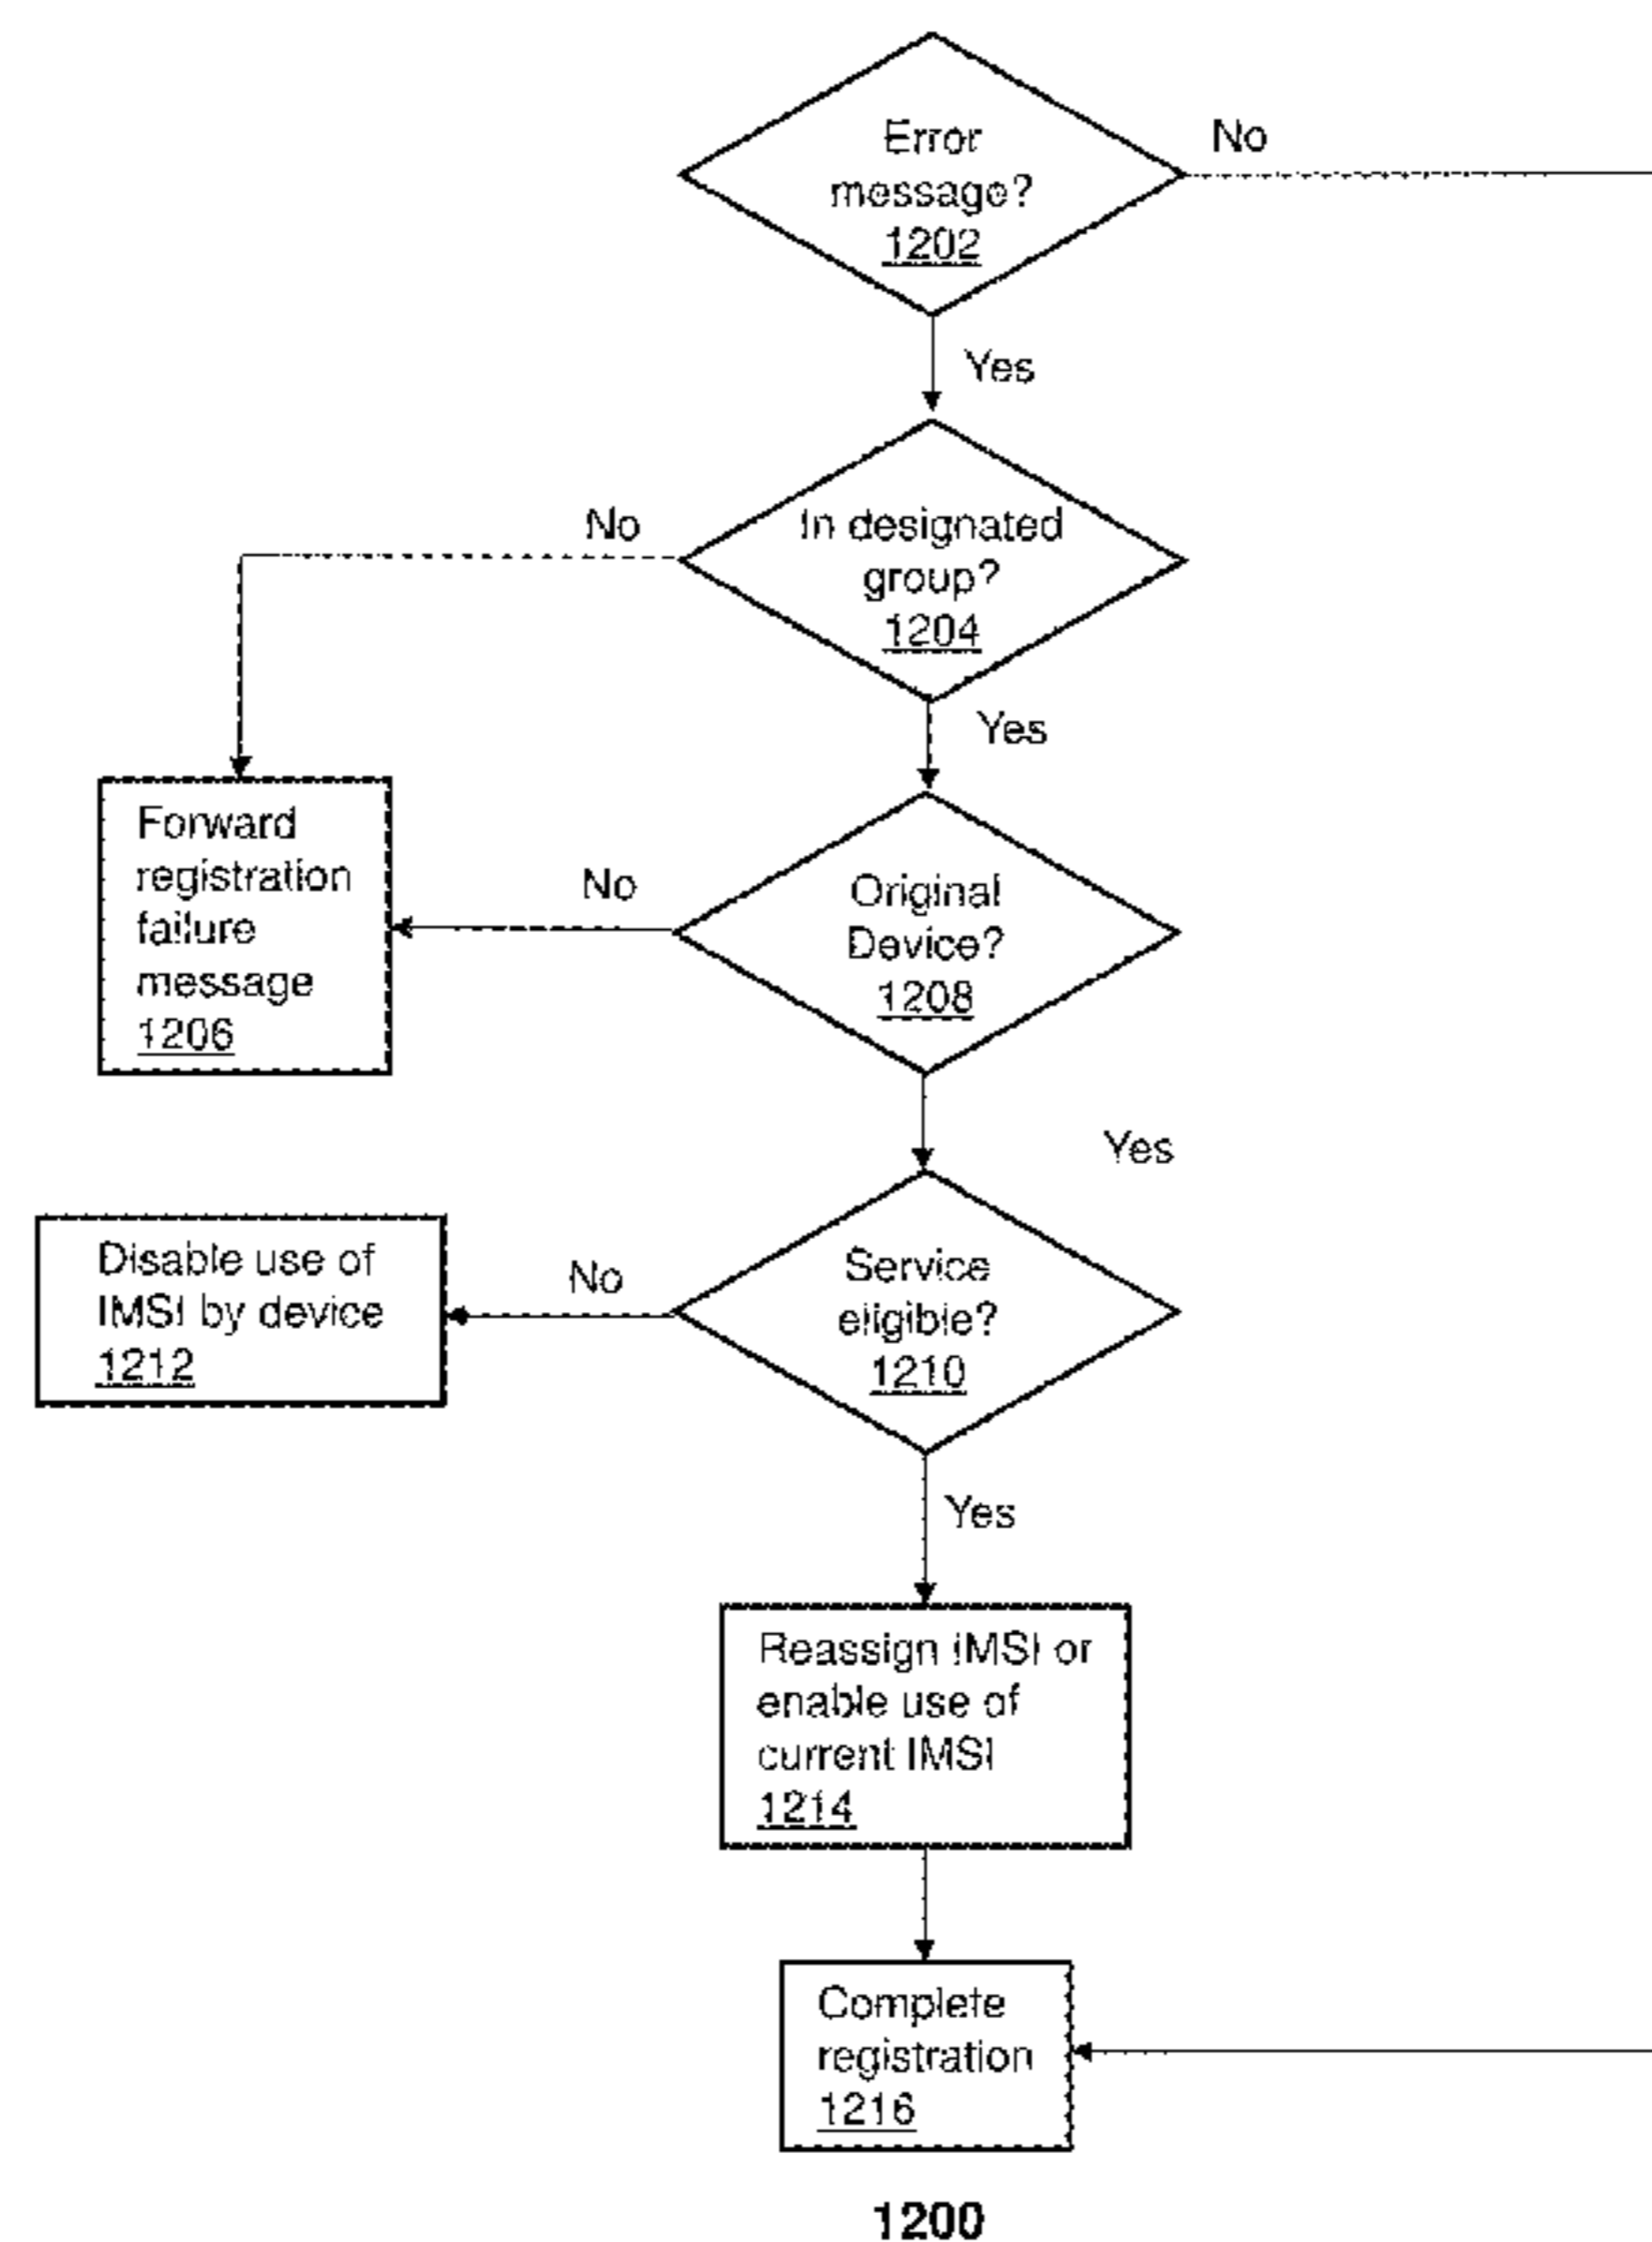 Error
message?
1202
No
Yes
In designated
group?
1204
No
Yes
Forward
registration
failure
message
1206
No
Original
Device?
1208
Yes
Disable use of
IMSI by device
1212
No
Service
eligible?
1210
Yes
Reassign IMSI or
enable use of
current IMSI
1214
Complete
registration
1216
1200